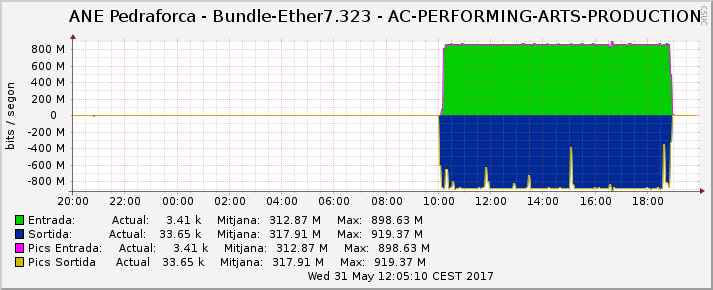 ANE Pedraforca - Bundle-Ether7.323 - AC-PERFORMING-ARTS-PRODUCTION
CSUC
bits / segon
800 M
600 M
400 M
200 M
0
-200 M
-400 M
-600 M
-800 M
20:00 22:00 00:00 02:00 04:00 06:00 08:00 10:00 12:00 14:00 16:00 18:00
Entrada: Actual: 3.41 k Mitjana: 312.87 M Max: 898.63 M
Sortida: Actual: 33.65 k Mitjana: 317.91 M Max: 919.37 M
Pics Entrada: Actual: 3.41 k Mitjana: 312.87 M Max: 898.63 M
Pics Sortida Actual 33.65 k Mitjana: 317.91 M Max: 919.37 M
Wed 31 May 12:05:10 CEST 2017